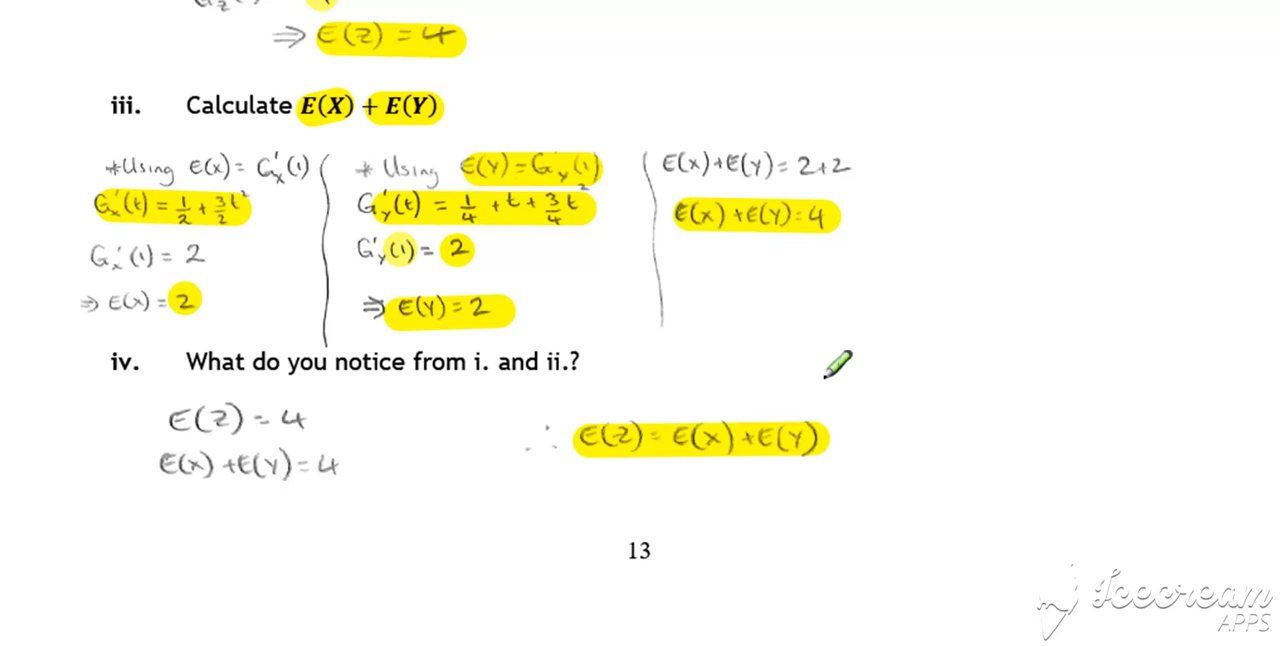 ⇒ E(Z) = 4
iii. Calculate E(X) + E(Y)
*Using E(X) = G'x(1)
G'x(t) = 1/2 + 3/2 t²
G'x(1) = 2
⇒ E(X) = 2
* Using E(Y) = G'Y(1)
G'Y(t) = 1/4 + t + 3/4 t²
G'Y(1) = 2
⇒ E(Y) = 2
E(X)+E(Y) = 2+2
E(X)+E(Y) = 4
iv. What do you notice from i. and ii.?
E(Z) = 4
E(X) + E(Y) = 4
∴ E(Z) = E(X) + E(Y)
13
Icecream
APPS